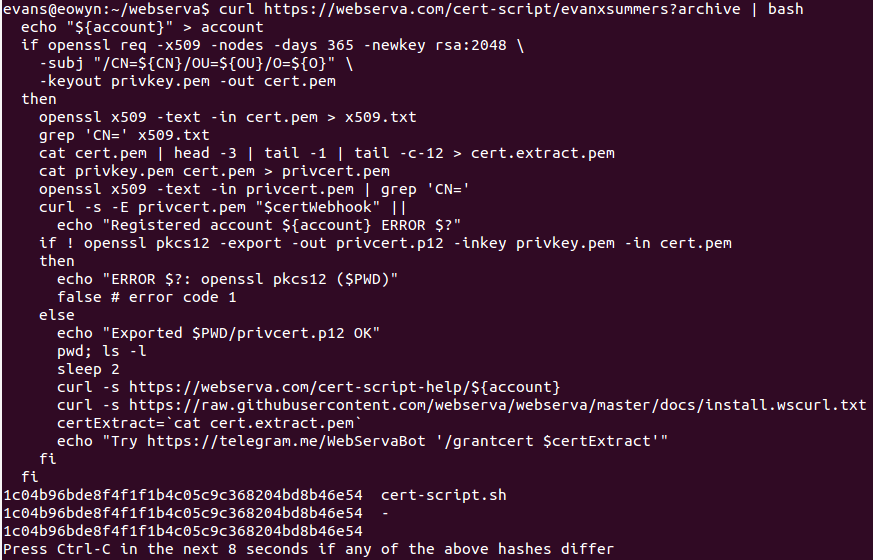 evans@eowyn:~/webserva$ curl https://webserva.com/cert-script/evanxsummers?archive | bash
echo "${account}" > account
if openssl req -x509 -nodes -days 365 -newkey rsa:2048 \
-subj "/CN=${CN}/OU=${OU}/O=${O}" \
-keyout privkey.pem -out cert.pem
then
openssl x509 -text -in cert.pem > x509.txt
grep 'CN=' x509.txt
cat cert.pem | head -3 | tail -1 | tail -c-12 > cert.extract.pem
cat privkey.pem cert.pem > privcert.pem
openssl x509 -text -in privcert.pem | grep 'CN='
curl -s -E privcert.pem "$certWebhook" ||
echo "Registered account ${account} ERROR $?"
if ! openssl pkcs12 -export -out privcert.p12 -inkey privkey.pem -in cert.pem
then
echo "ERROR $?: openssl pkcs12 ($PWD)"
false # error code 1
else
echo "Exported $PWD/privcert.p12 OK"
pwd; ls -l
sleep 2
curl -s https://webserva.com/cert-script-help/${account}
curl -s https://raw.githubusercontent.com/webserva/webserva/master/docs/install.wscurl.txt
certExtract=`cat cert.extract.pem`
echo "Try https://telegram.me/WebServaBot '/grantcert $certExtract'"
fi
fi
1c04b96bde8f4f1f1b4c05c9c368204bd8b46e54  cert-script.sh
1c04b96bde8f4f1f1b4c05c9c368204bd8b46e54  -
1c04b96bde8f4f1f1b4c05c9c368204bd8b46e54
Press Ctrl-C in the next 8 seconds if any of the above hashes differ